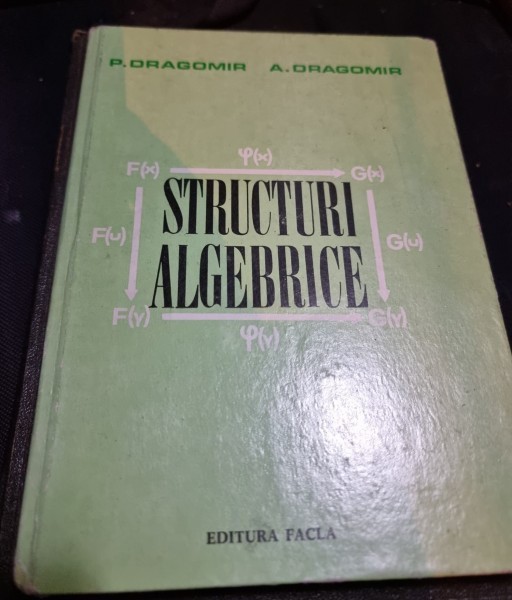 P. DRAGOMIR A. DRAGOMIR
φ(x)
F(x) G(x)
STRUCTURI
F(u) G(u)
ALGEBRICE
F(Y) G(Y)
φ(Y)
EDITURA FACLA